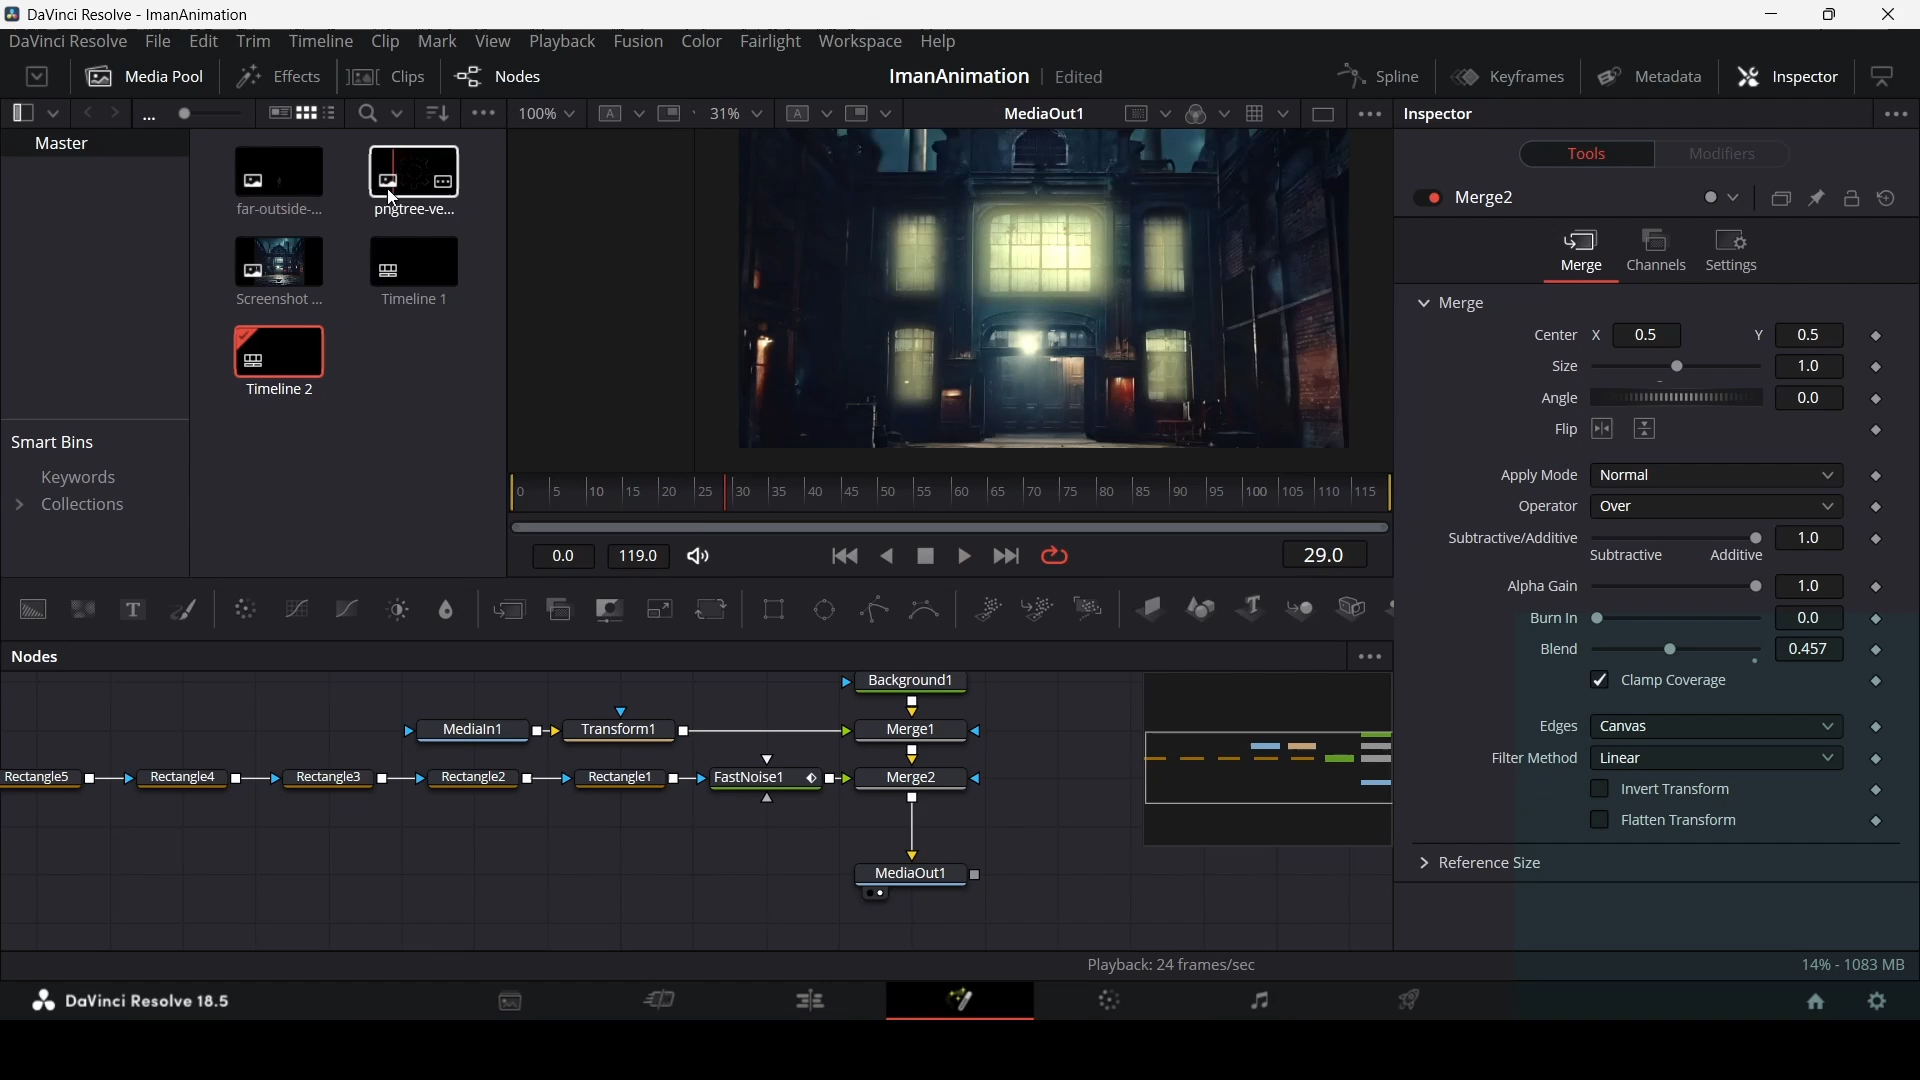 DaVinci Resolve - ImanAnimation
DaVinci Resolve File Edit Trim Timeline Clip Mark View Playback Fusion Color Fairlight Workspace Help
Media Pool Effects Clips Nodes ImanAnimation Edited Spline Keyframes Metadata Inspector
... 100% A 31% A MediaOut1 ... Inspector ...
Master
far-outside-... pngtree-ve...
Screenshot ... Timeline 1
Timeline 2
Smart Bins
Keywords
Collections
0 5 10 15 20 25 30 35 40 45 50 55 60 65 70 75 80 85 90 95 100 105 110 115
0.0 119.0 29.0
Tools Modifiers
Merge2
Merge Channels Settings
Merge
Center X 0.5 Y 0.5
Size 1.0
Angle 0.0
Flip
Apply Mode Normal
Operator Over
Subtractive/Additive 1.0
Subtractive Additive
Alpha Gain 1.0
Burn In 0.0
Blend 0.457
Clamp Coverage
Edges Canvas
Filter Method Linear
Invert Transform
Flatten Transform
Reference Size
T T
Nodes ...
Background1
MediaIn1 Transform1 Merge1
Rectangle5 Rectangle4 Rectangle3 Rectangle2 Rectangle1 FastNoise1 Merge2
MediaOut1
Playback: 24 frames/sec 14% - 1083 MB
DaVinci Resolve 18.5